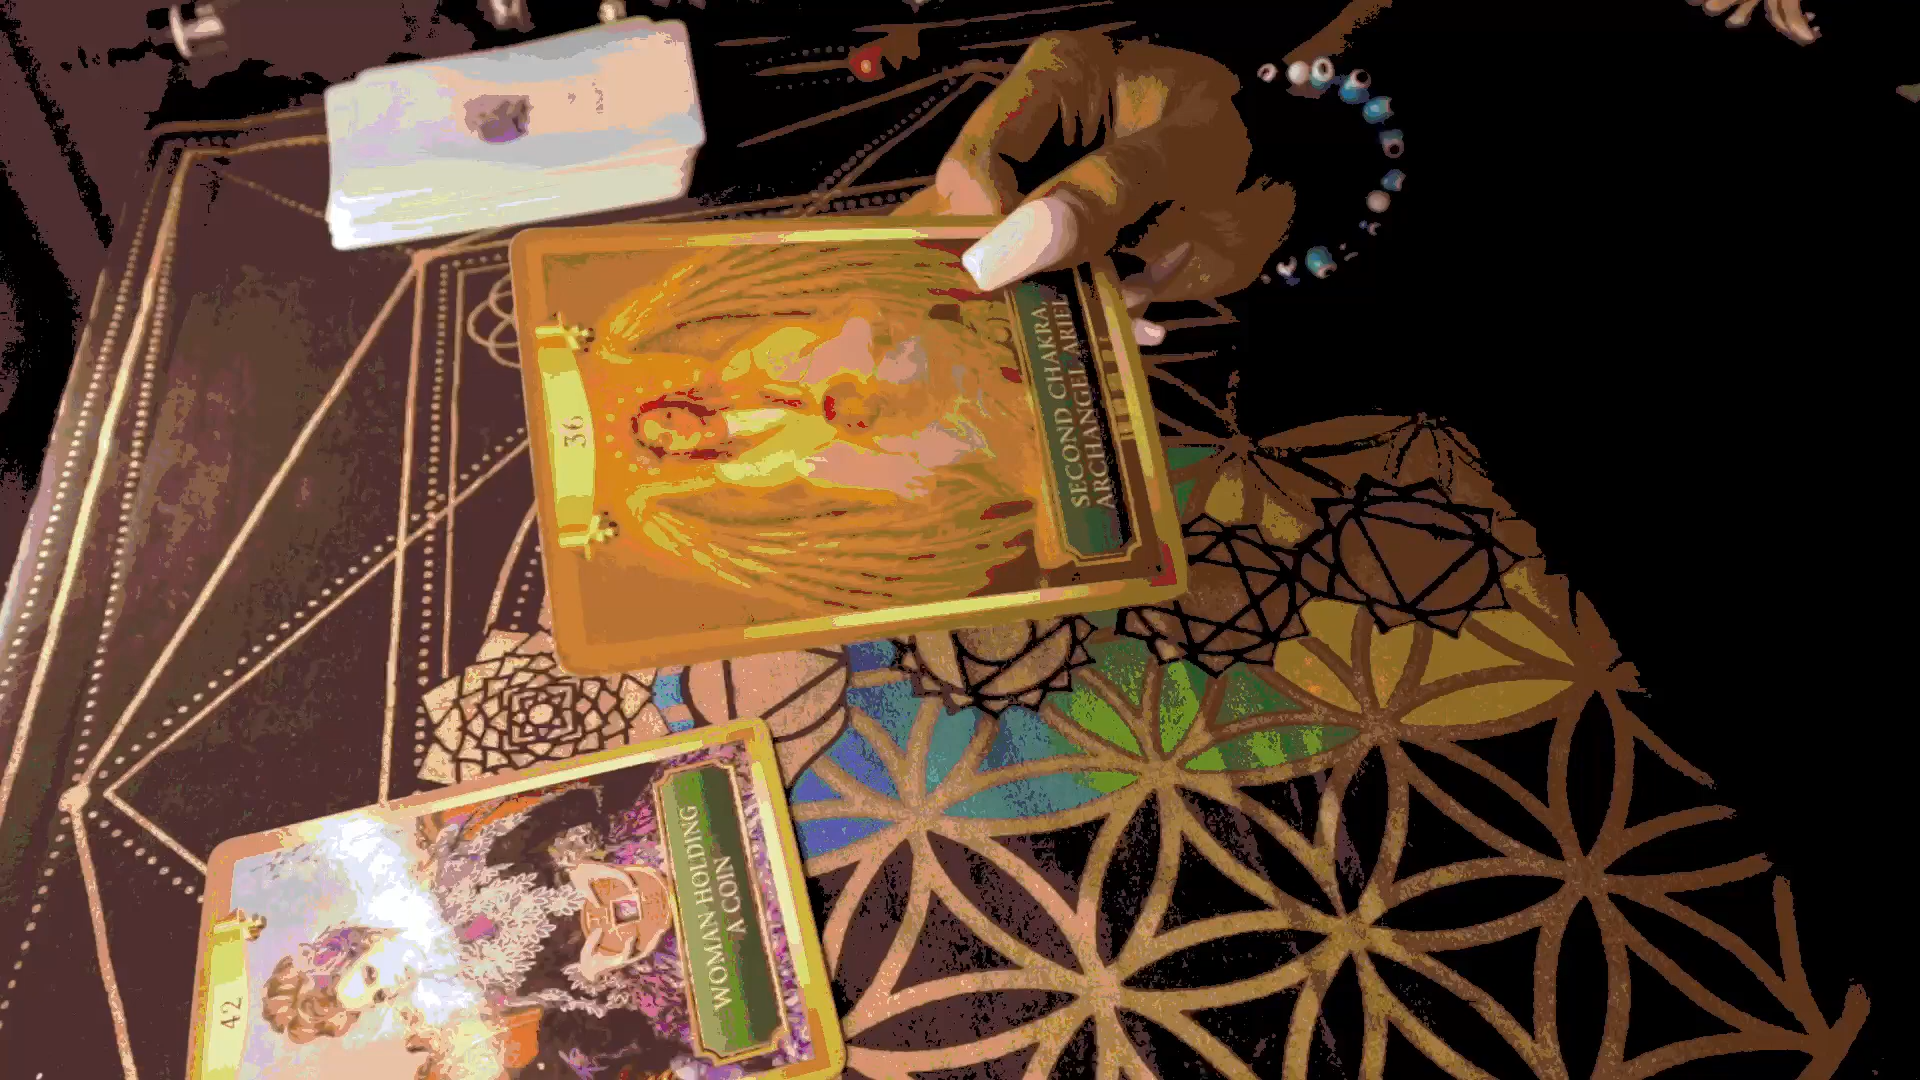 36
SECOND CHAKRA,
ARCHANGEL ARIEL
42
WOMAN HOLDING
A COIN